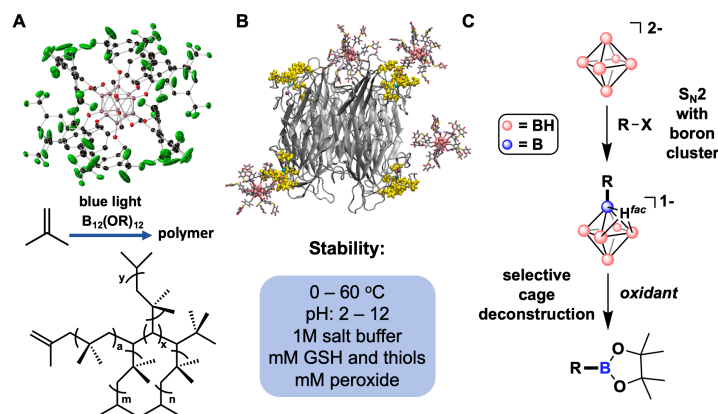 A
blue light
B12(OR)12
polymer
y
a
x
m
n
B
Stability:
0 – 60 ºC
pH: 2 – 12
1M salt buffer
mM GSH and thiols
mM peroxide
C
2-
= BH
= B
R–X
SN2
with
boron
cluster
R
Hfac
1-
selective
cage
deconstruction
oxidant
R–B
O
O